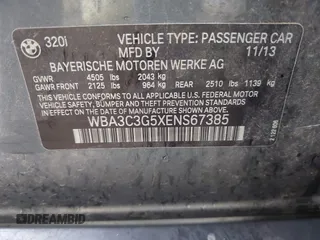 320I VEHICLE TYPE: PASSENGER CAR
MFD BY 11/13
BAYERISCHE MOTOREN WERKE AG
GVWR 4505 lbs 2043 kg
GAWR FRONT 2125 lbs 964 kg REAR 2510 lbs 1139 kg
THIS VEHICLE CONFORMS TO ALL APPLICABLE FEDERAL MOTOR VEHICLE SAFETY, BUMPER, AND THEFT PREVENTION STANDARDS IN EFFECT ON THE DATE OF MANUFACTURE SHOWN ABOVE.
WBA3C3G5XENS67385
DREAMBID